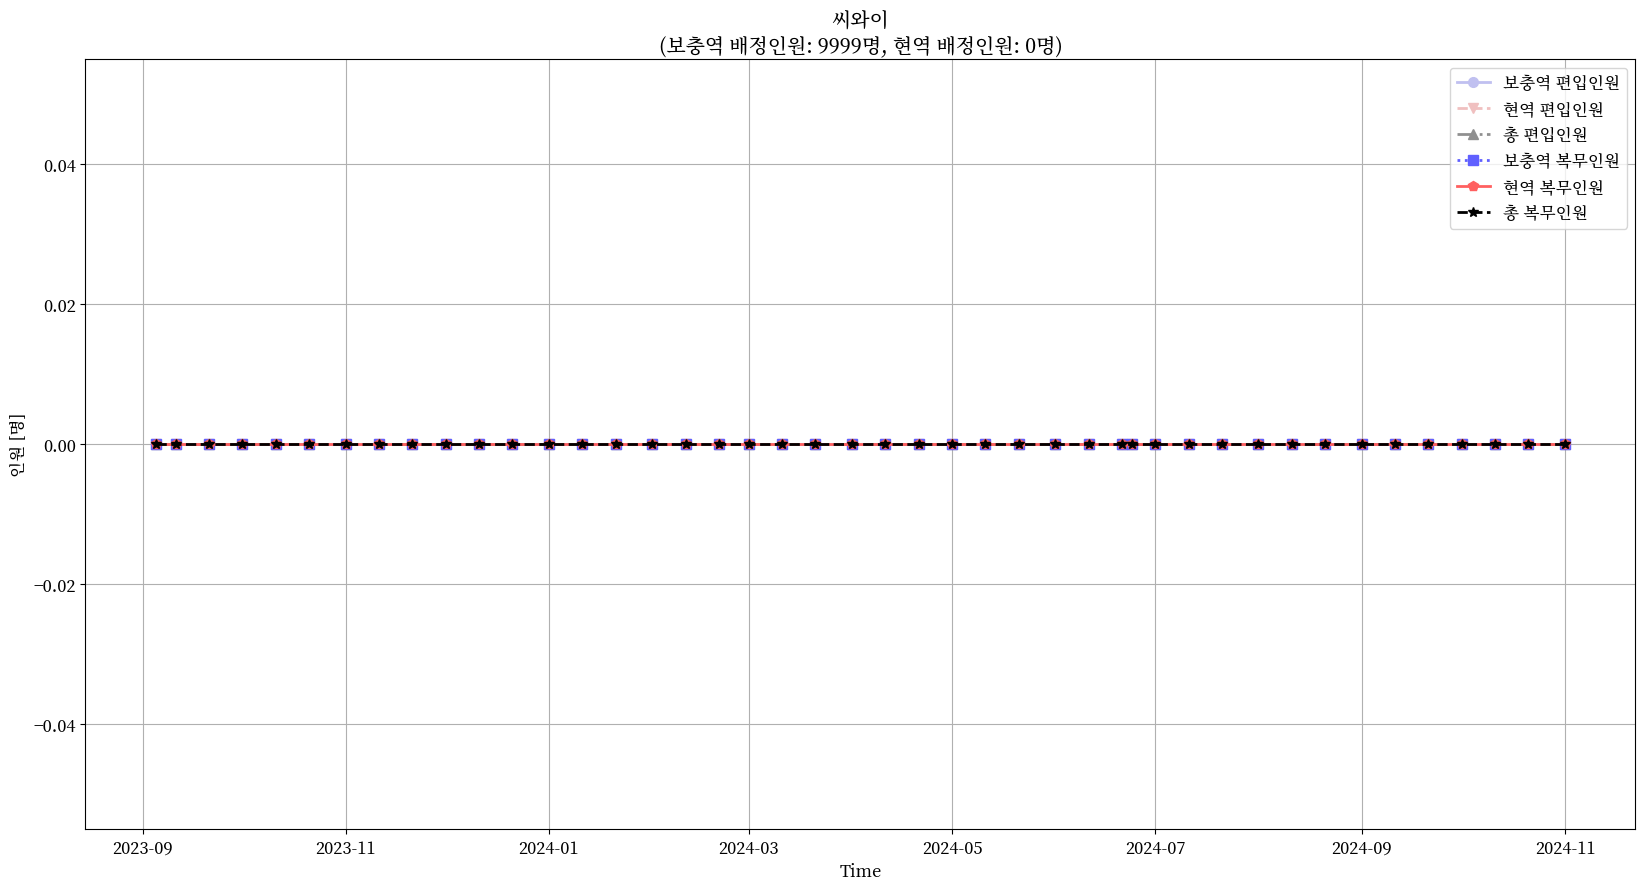 씨와이
(보충역 배정인원: 9999명, 현역 배정인원: 0명)
보충역 편입인원
현역 편입인원
총 편입인원
보충역 복무인원
현역 복무인원
총 복무인원
인원 [명]
0.04
0.02
0.00
−0.02
−0.04
2023-09
2023-11
2024-01
2024-03
2024-05
2024-07
2024-09
2024-11
Time